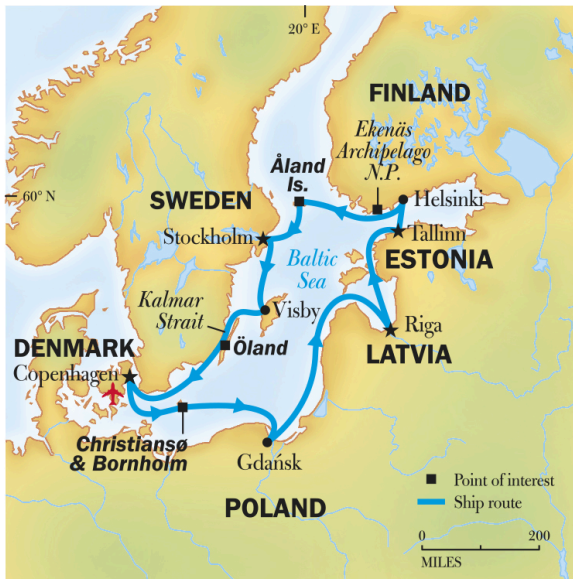 20° E
FINLAND
Ekenäs
Archipelago
N.P.
Åland
Is.
60° N
SWEDEN
Helsinki
Stockholm
Tallinn
Baltic
Sea
ESTONIA
Kalmar
Strait
Visby
Öland
Riga
DENMARK
LATVIA
Copenhagen
Christiansø
& Bornholm
Gdańsk
POLAND
Point of interest
Ship route
0 200
MILES